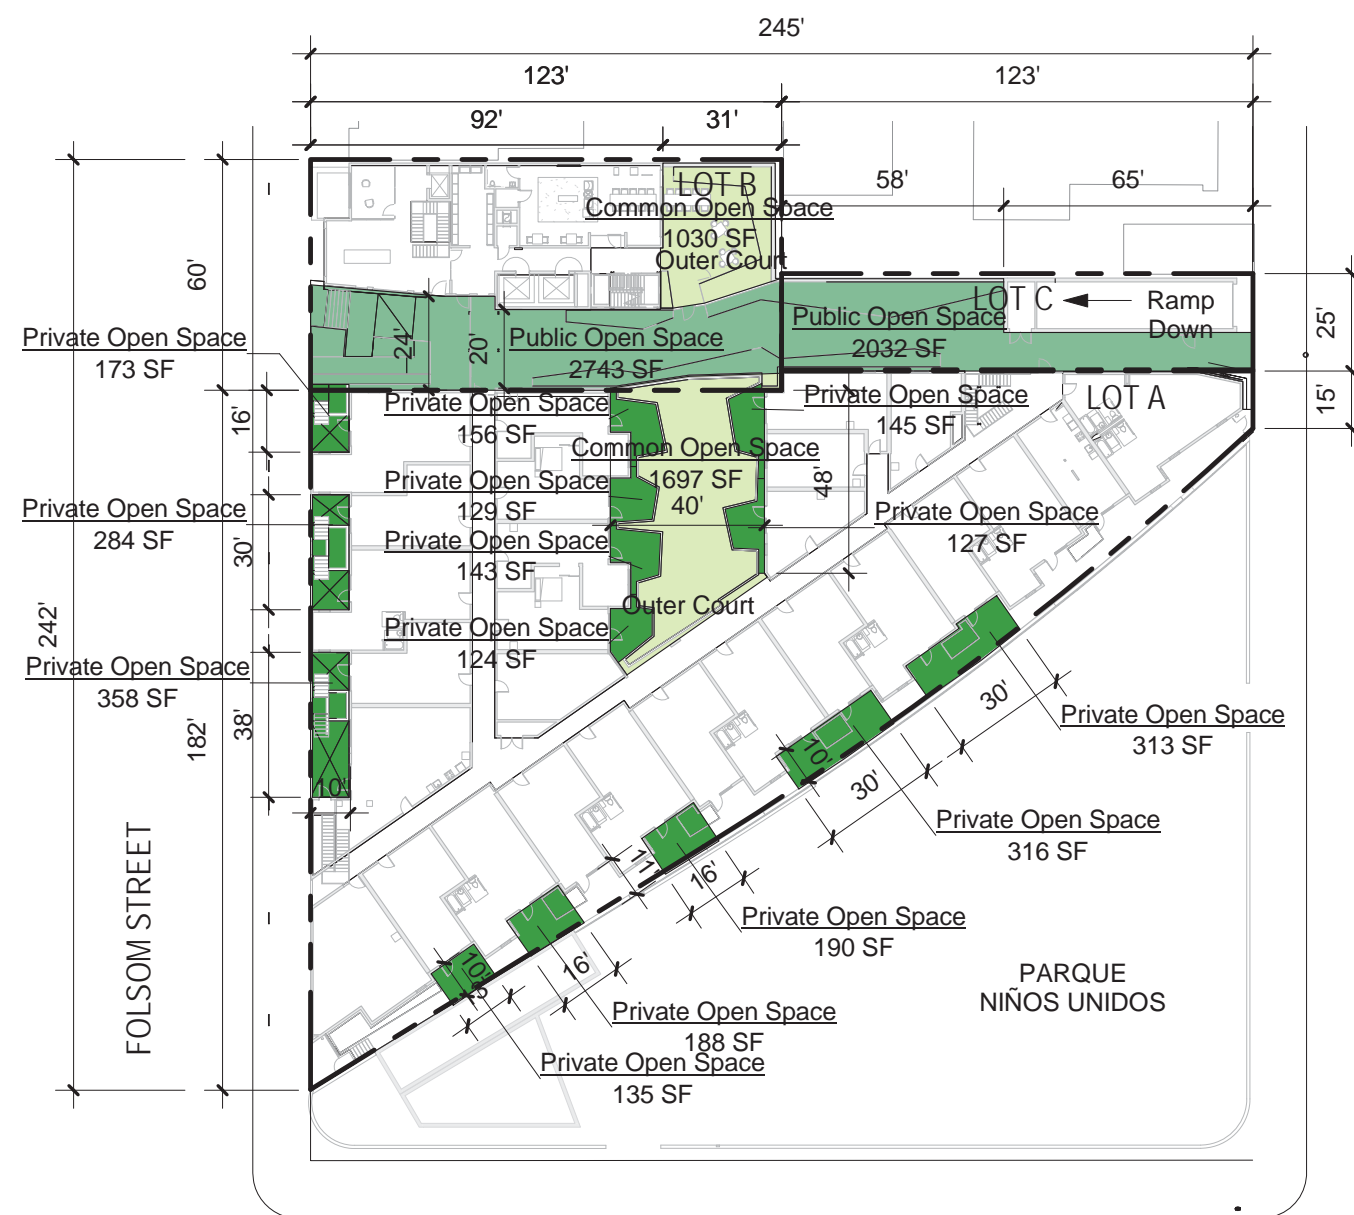 245'
123'
123'
92'
31'
LOT B
58'
65'
Common Open Space
1030 SF
Outer Court
60'
LOT C
Ramp
Down
Public Open Space
2032 SF
25'
Private Open Space
173 SF
24'
20'
Public Open Space
2743 SF
16'
15'
LOT A
Private Open Space
156 SF
Private Open Space
145 SF
Common Open Space
1697 SF
40'
48'
Private Open Space
129 SF
Private Open Space
284 SF
30'
Private Open Space
127 SF
Private Open Space
143 SF
Outer Court
Private Open Space
124 SF
242'
182'
Private Open Space
358 SF
38'
10'
30'
Private Open Space
313 SF
10'
30'
Private Open Space
316 SF
11'
16'
Private Open Space
190 SF
FOLSOM STREET
10'
16'
Private Open Space
188 SF
Private Open Space
135 SF
PARQUE
NIÑOS UNIDOS